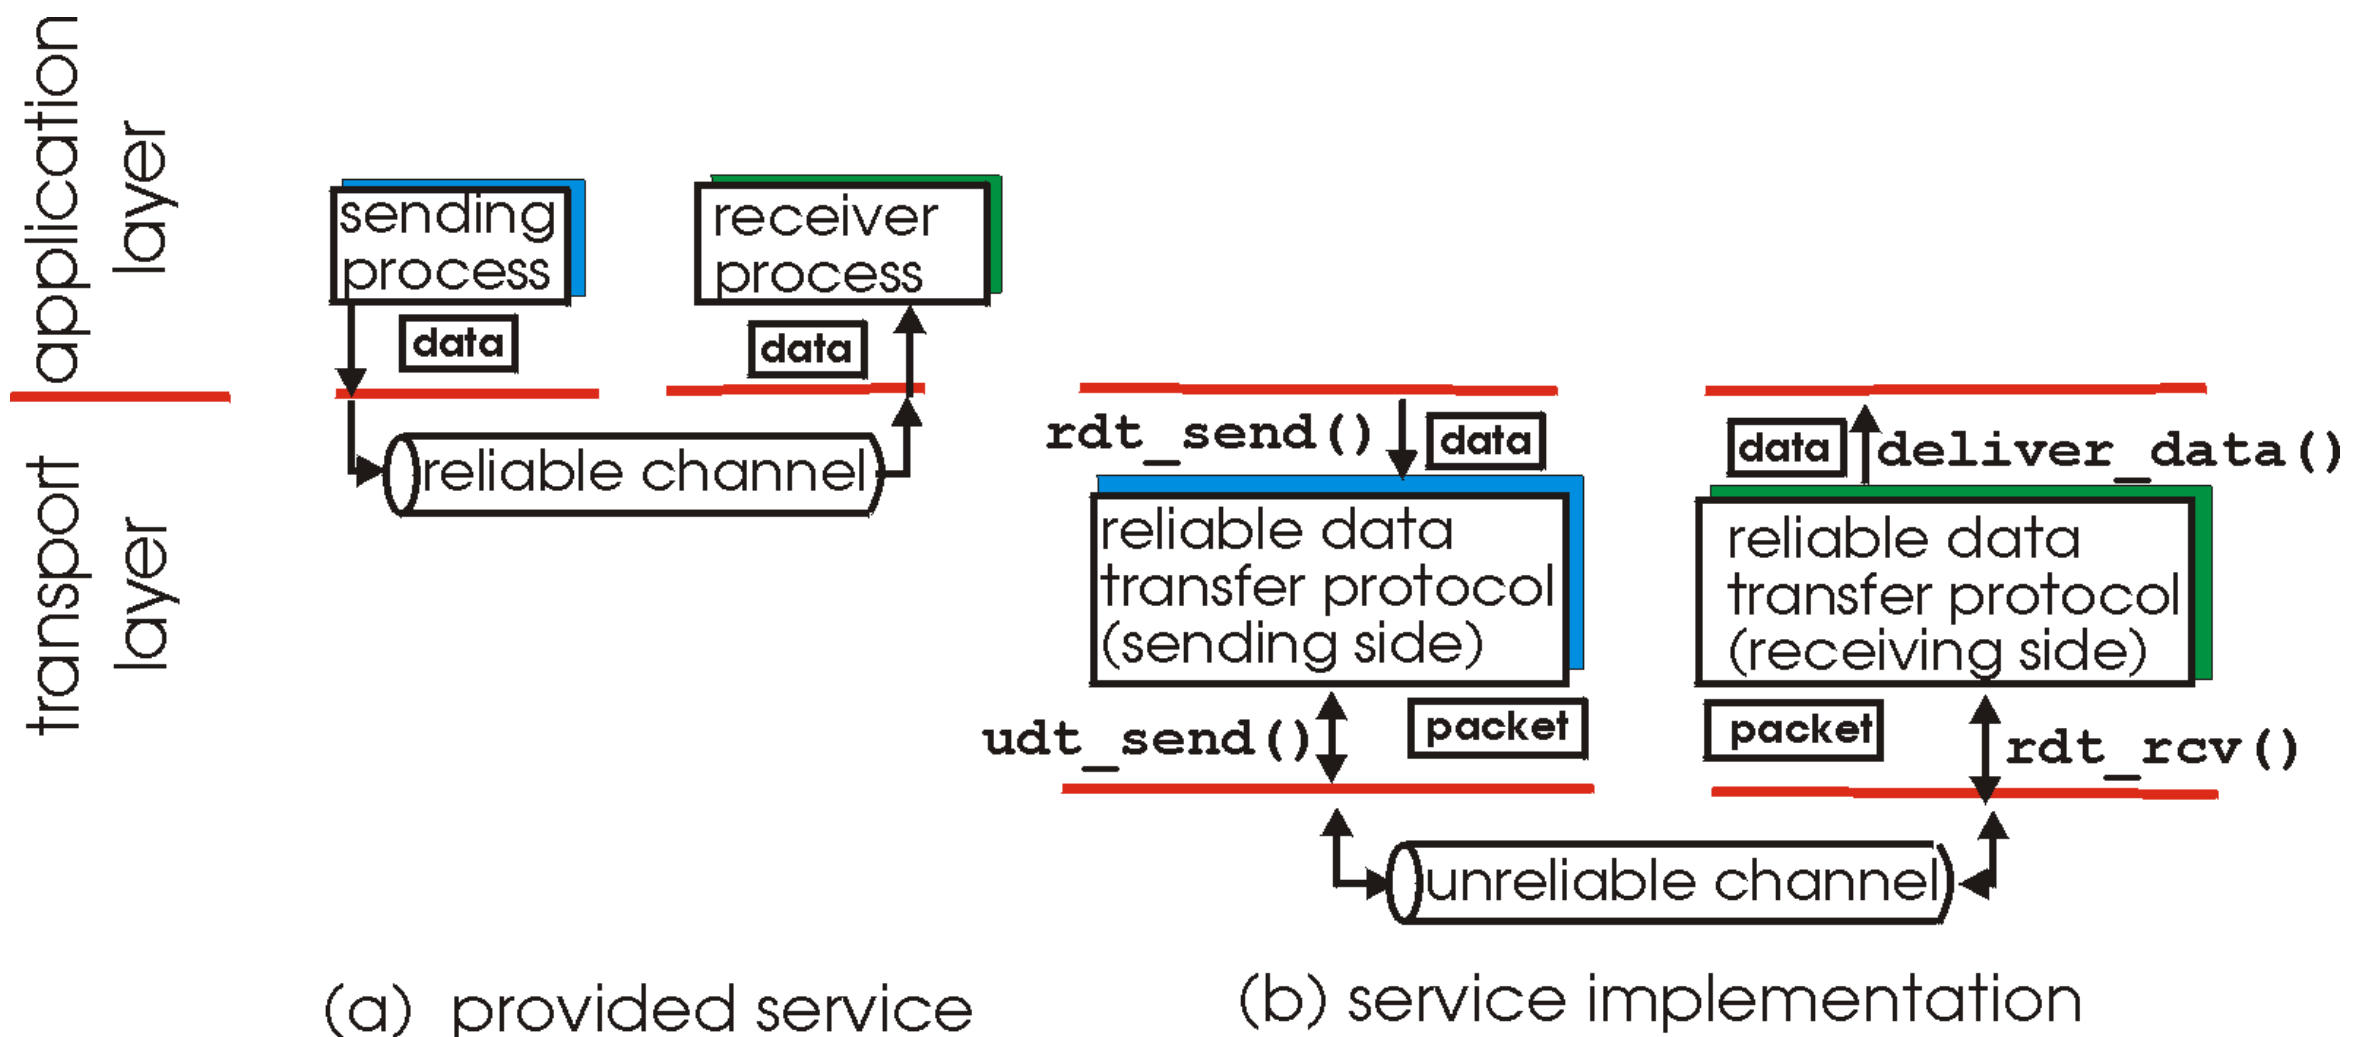 application
layer
transport
layer
sending
process
receiver
process
data
data
reliable channel
(a) provided service
rdt_send()
data
data
deliver_data()
reliable data
transfer protocol
(sending side)
reliable data
transfer protocol
(receiving side)
udt_send()
packet
packet
rdt_rcv()
unreliable channel
(b) service implementation